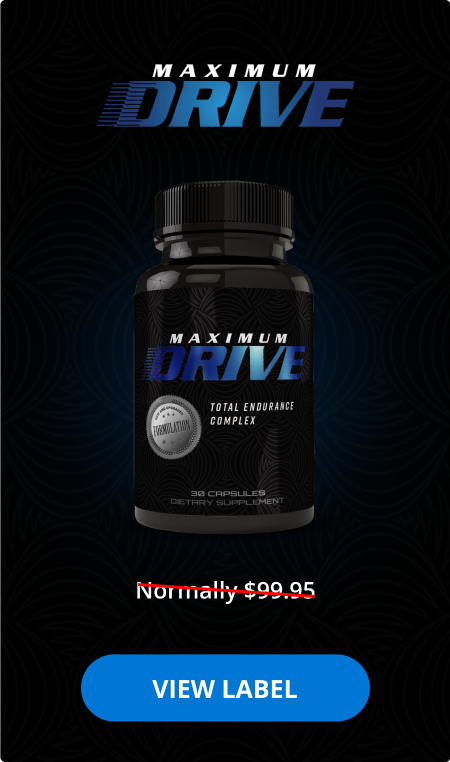 MAXIMUM
DRIVE
MAXIMUM
DRIVE
TOTAL ENDURANCE
COMPLEX
FORMULATION
30 CAPSULES
DIETARY SUPPLEMENT
Normally $99.95
VIEW LABEL